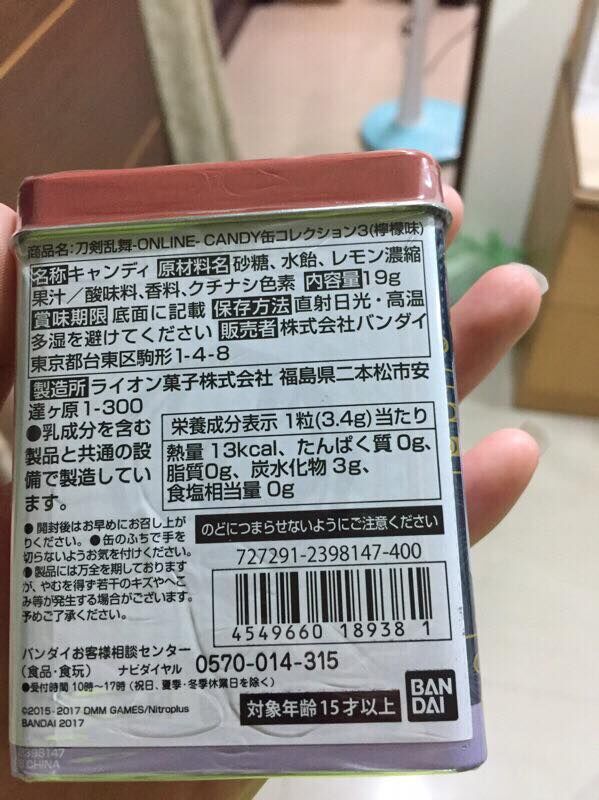 商品名:刀剣乱舞-ONLINE- CANDY缶コレクション3(檸檬味)
名称 キャンディ 原材料名 砂糖、水飴、レモン濃縮
果汁/酸味料、香料、クチナシ色素 内容量 19g
賞味期限 底面に記載 保存方法 直射日光・高温
多湿を避けてください 販売者 株式会社バンダイ
東京都台東区駒形1-4-8
製造所 ライオン菓子株式会社 福島県二本松市安
達ヶ原1-300
●乳成分を含む
製品と共通の設
備で製造してい
ます。
栄養成分表示 1粒(3.4g)当たり
熱量 13kcal、たんぱく質 0g、
脂質0g、炭水化物 3g、
食塩相当量 0g
●開封後はお早めにお召し上が
りください。●缶のふちで手を
切らないようお気を付けください。
●製品には万全を期しております
が、やむを得ず若干のキズやへこ
み等が発生する場合がございます。
予めご了承ください。
のどにつまらせないようにご注意ください
727291-2398147-400
4549660 189381
バンダイお客様相談センター
(食品・食玩) ナビダイヤル 0570-014-315
●受付時間 10時〜17時(祝日、夏季・冬季休業日を除く)
©2015-2017 DMM GAMES/Nitroplus
BANDAI 2017
対象年齢15才以上
BAN
DAI
2398147
CHINA